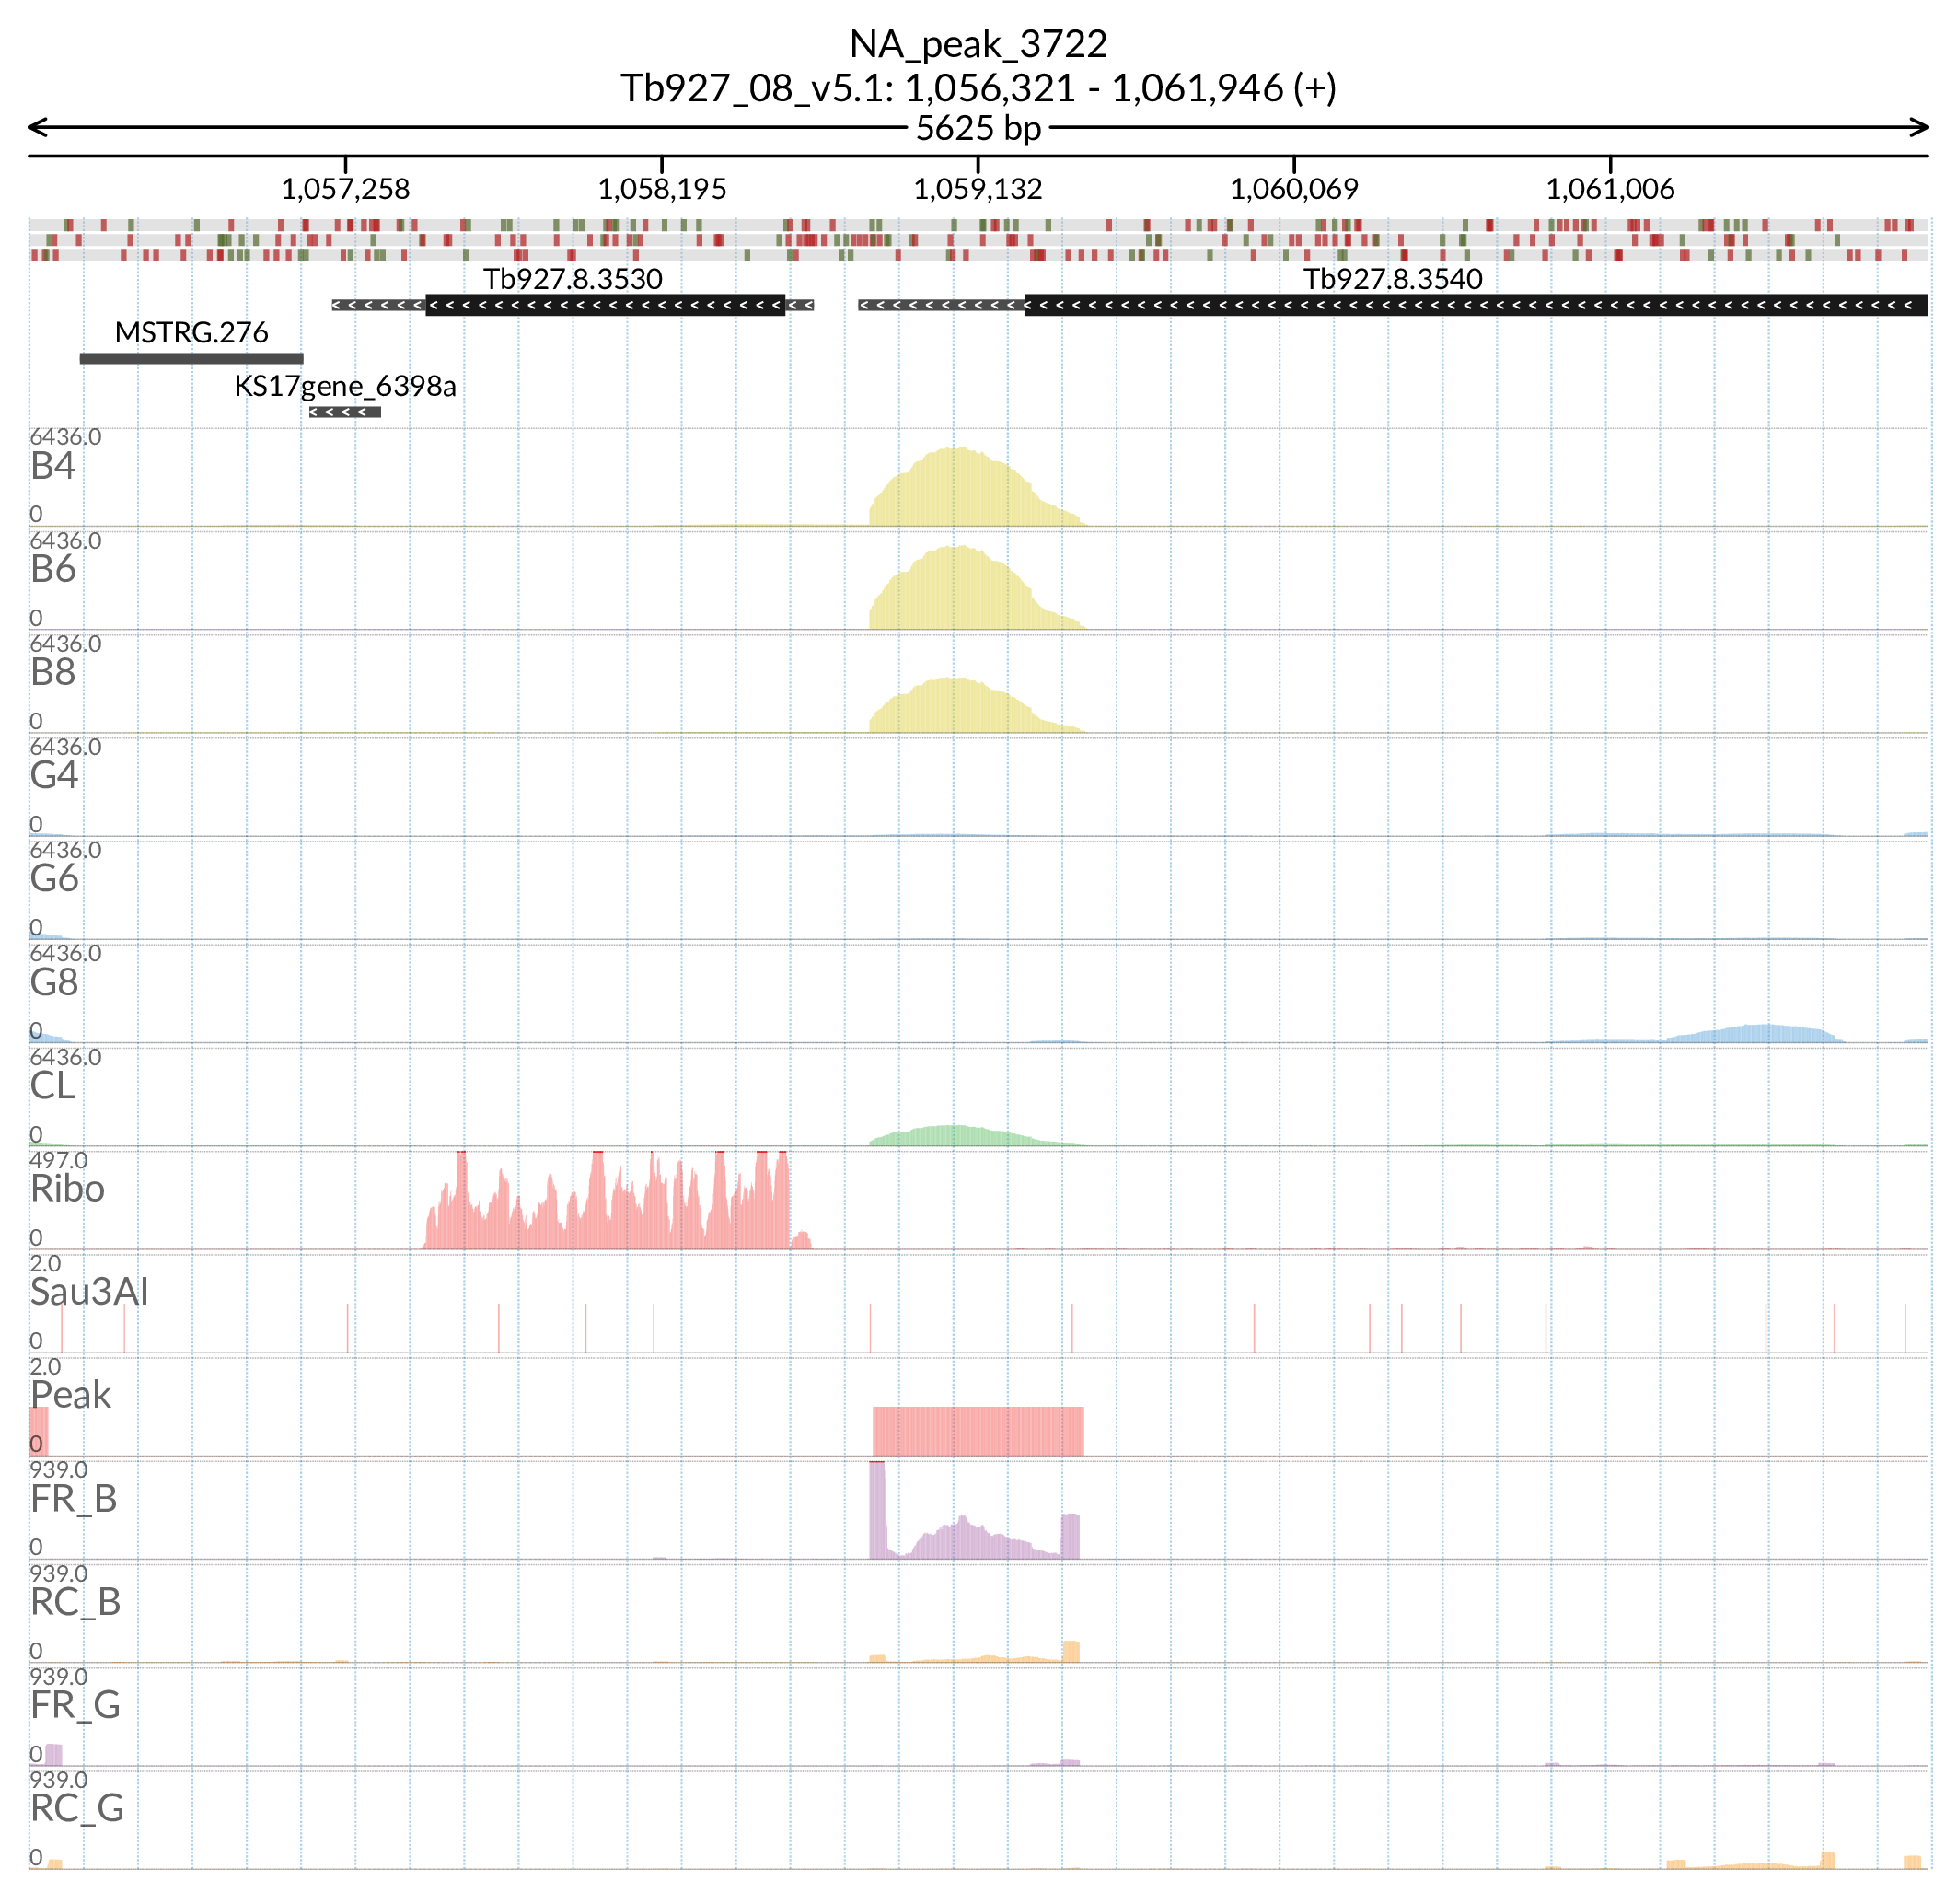 NA_peak_3722
Tb927_08_v5.1: 1,056,321 - 1,061,946 (+)
5625 bp
1,057,258 1,058,195 1,059,132 1,060,069 1,061,006
Tb927.8.3530 Tb927.8.3540
MSTRG.276
KS17gene_6398a
6436.0
B4
0
6436.0
B6
0
6436.0
B8
0
6436.0
G4
0
6436.0
G6
0
6436.0
G8
0
6436.0
CL
0
497.0
Ribo
0
2.0
Sau3AI
0
2.0
Peak
0
939.0
FR_B
0
939.0
RC_B
0
939.0
FR_G
0
939.0
RC_G
0